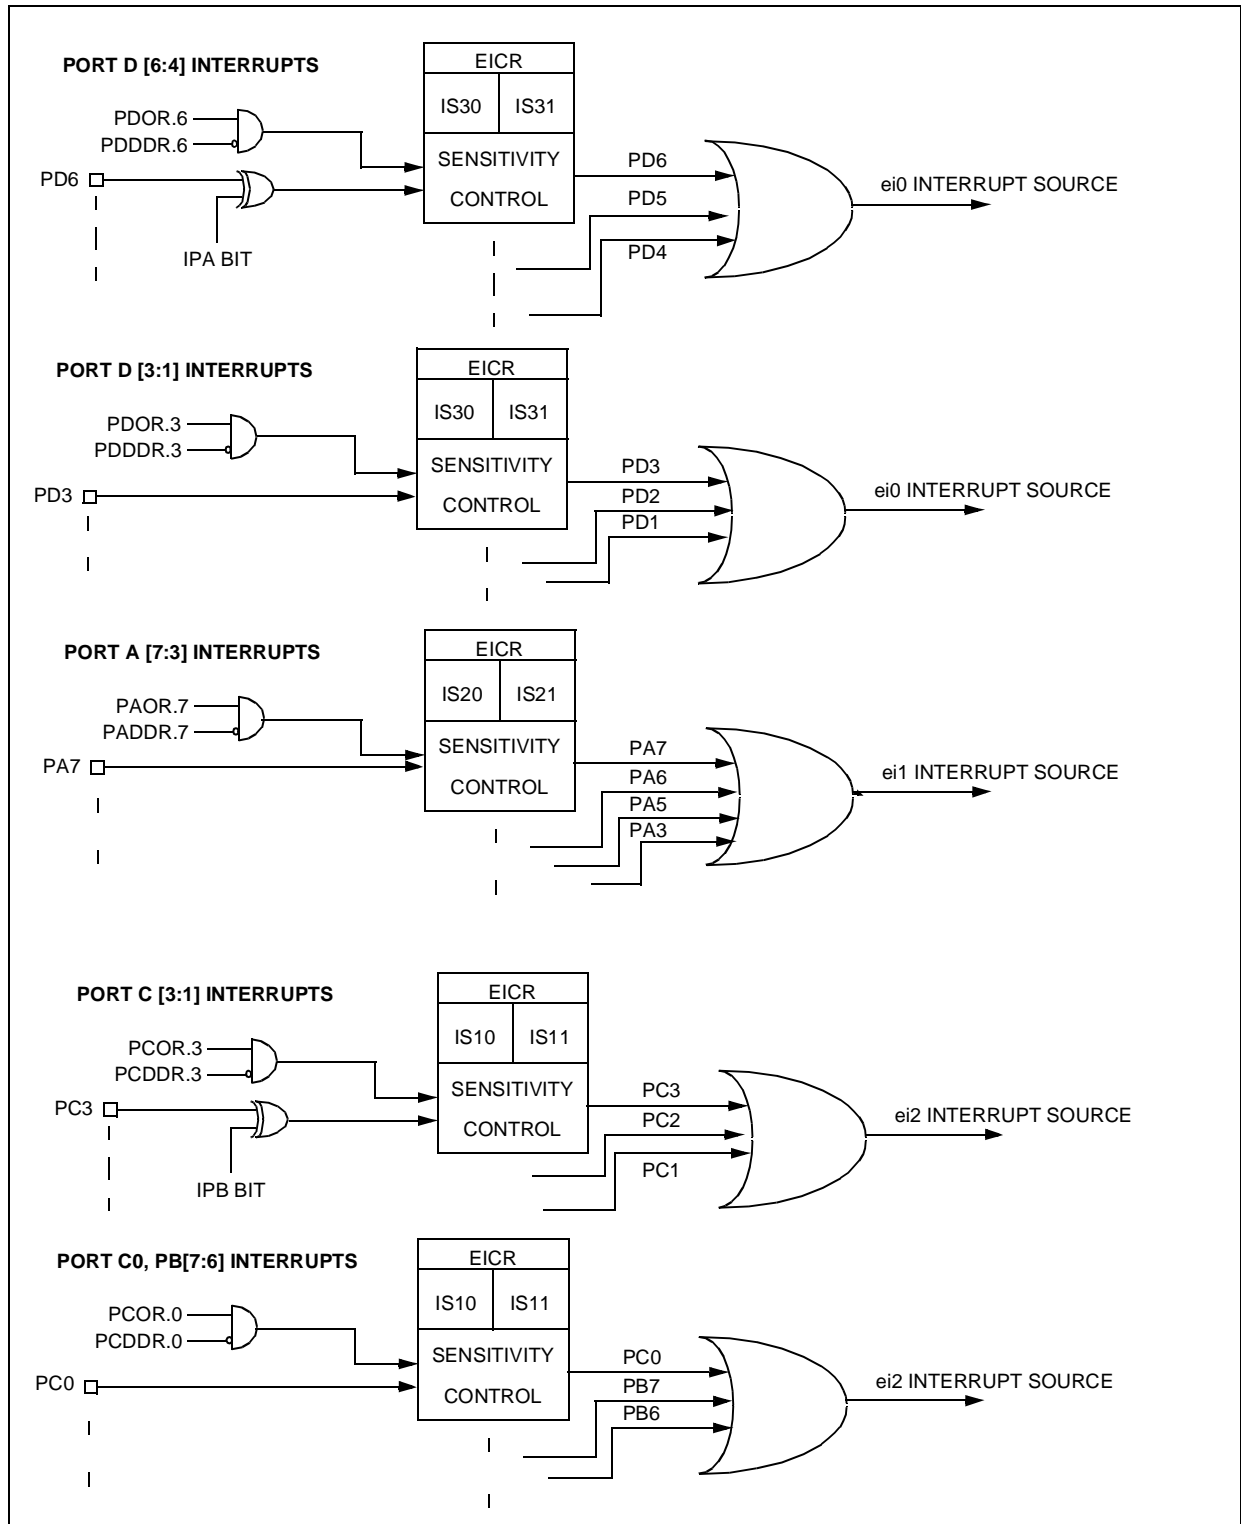 PORT D [6:4] INTERRUPTS
EICR
IS30 IS31
PDOR.6
PDDDR.6
SENSITIVITY
CONTROL
PD6
IPA BIT
PD6
PD5
PD4
ei0 INTERRUPT SOURCE
PORT D [3:1] INTERRUPTS
EICR
IS30 IS31
PDOR.3
PDDDR.3
SENSITIVITY
CONTROL
PD3
PD3
PD2
PD1
ei0 INTERRUPT SOURCE
PORT A [7:3] INTERRUPTS
EICR
IS20 IS21
PAOR.7
PADDR.7
SENSITIVITY
CONTROL
PA7
PA7
PA6
PA5
PA3
ei1 INTERRUPT SOURCE
PORT C [3:1] INTERRUPTS
EICR
IS10 IS11
PCOR.3
PCDDR.3
SENSITIVITY
CONTROL
PC3
IPB BIT
PC3
PC2
PC1
ei2 INTERRUPT SOURCE
PORT C0, PB[7:6] INTERRUPTS
EICR
IS10 IS11
PCOR.0
PCDDR.0
SENSITIVITY
CONTROL
PC0
PC0
PB7
PB6
ei2 INTERRUPT SOURCE